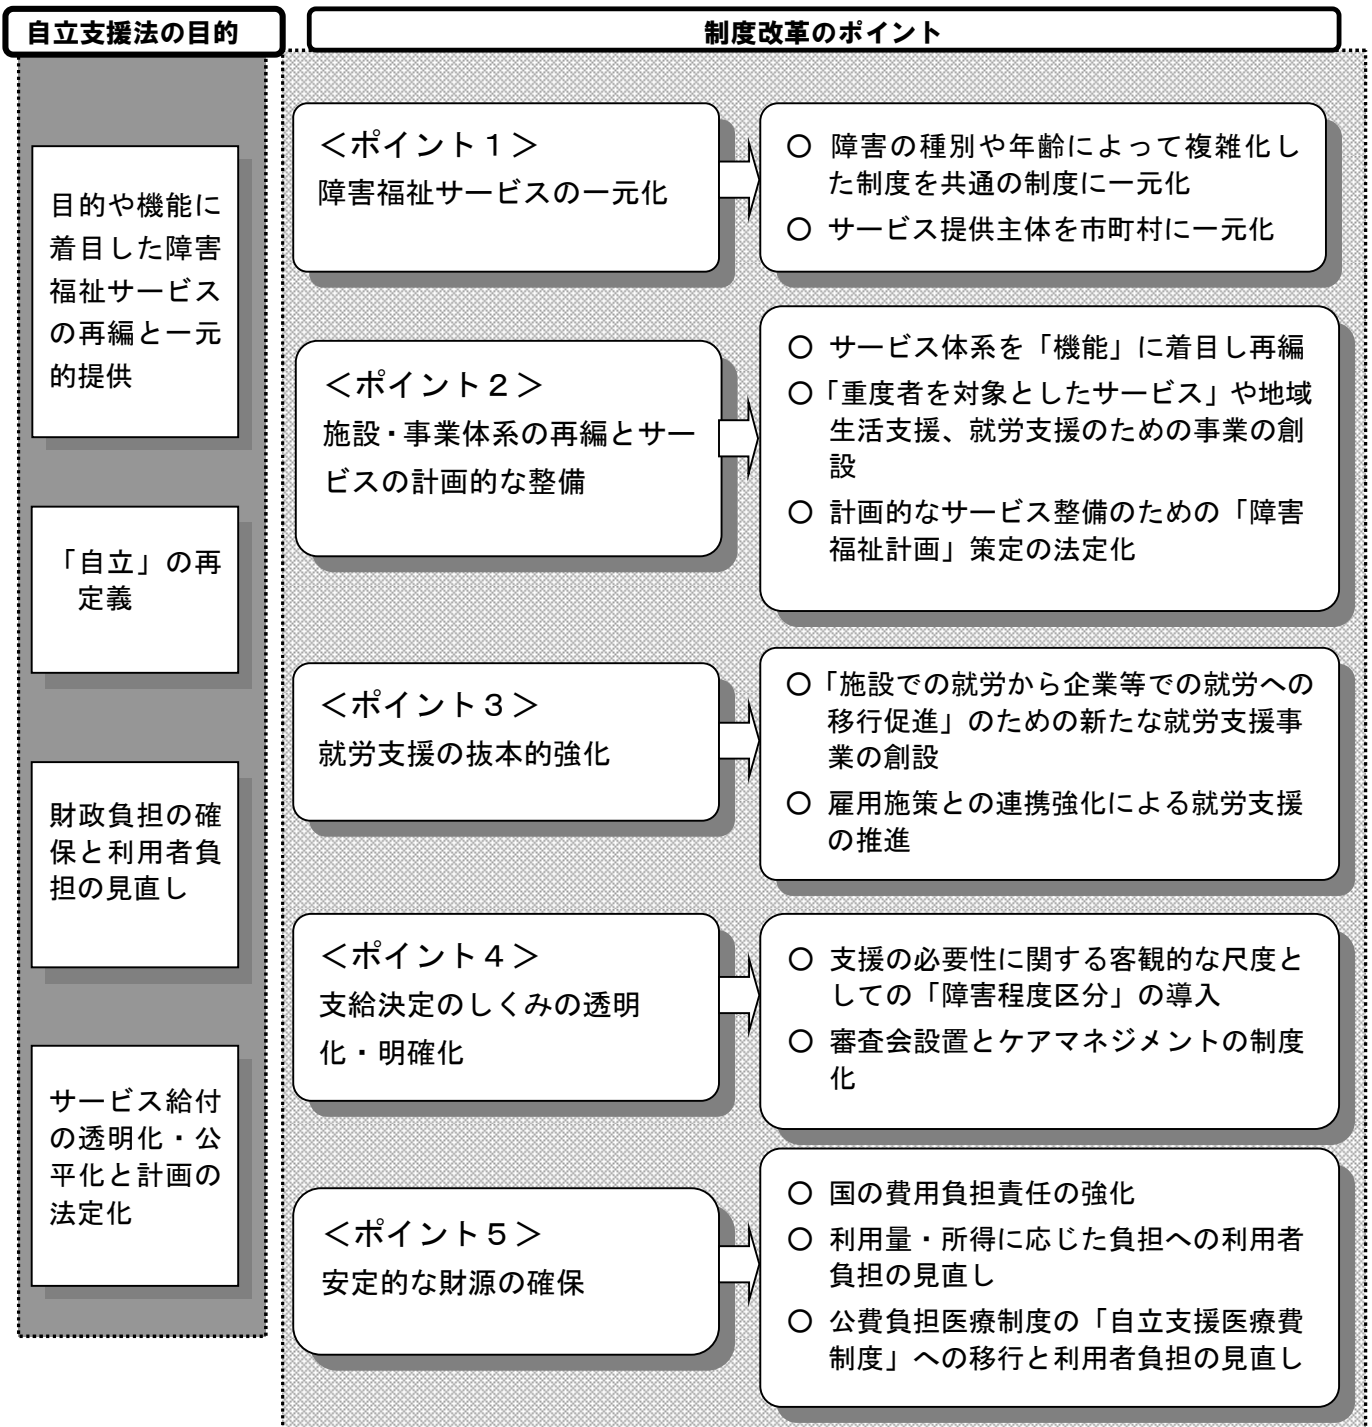 自立支援法の目的
制度改革のポイント
目的や機能に
着目した障害
福祉サービス
の再編と一元
的提供
「自立」の再
定義
財政負担の確
保と利用者負
担の見直し
サービス給付
の透明化・公
平化と計画の
法定化
＜ポイント１＞
障害福祉サービスの一元化
○ 障害の種別や年齢によって複雑化し
た制度を共通の制度に一元化
○ サービス提供主体を市町村に一元化
＜ポイント２＞
施設・事業体系の再編とサー
ビスの計画的な整備
○ サービス体系を「機能」に着目し再編
○「重度者を対象としたサービス」や地域
生活支援、就労支援のための事業の創
設
○ 計画的なサービス整備のための「障害
福祉計画」策定の法定化
＜ポイント３＞
就労支援の抜本的強化
○「施設での就労から企業等での就労への
移行促進」のための新たな就労支援事
業の創設
○ 雇用施策との連携強化による就労支援
の推進
＜ポイント４＞
支給決定のしくみの透明
化・明確化
○ 支援の必要性に関する客観的な尺度と
しての「障害程度区分」の導入
○ 審査会設置とケアマネジメントの制度
化
＜ポイント５＞
安定的な財源の確保
○ 国の費用負担責任の強化
○ 利用量・所得に応じた負担への利用者
負担の見直し
○ 公費負担医療制度の「自立支援医療費
制度」への移行と利用者負担の見直し